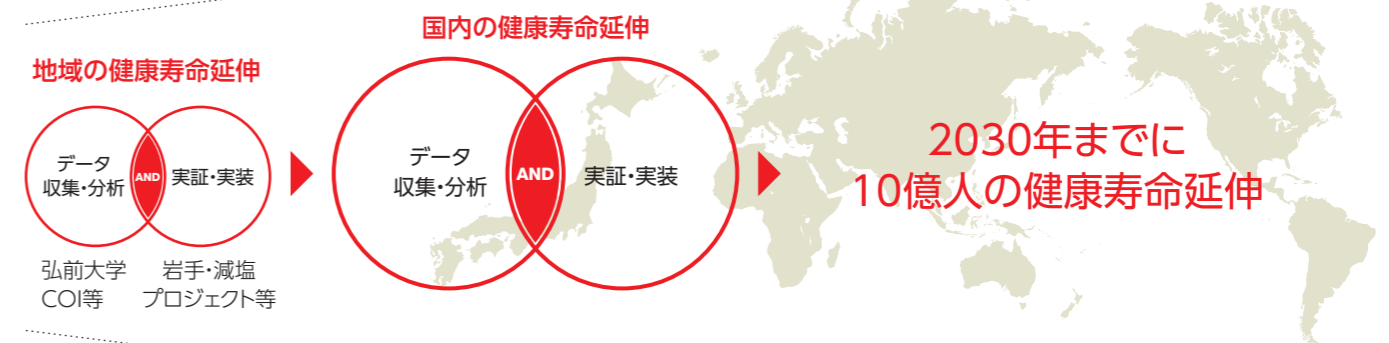 地域の健康寿命延伸
データ
収集・分析
AND
実証・実装
弘前大学
COI等
岩手・減塩
プロジェクト等
国内の健康寿命延伸
データ
収集・分析
AND
実証・実装
2030年までに
10億人の健康寿命延伸